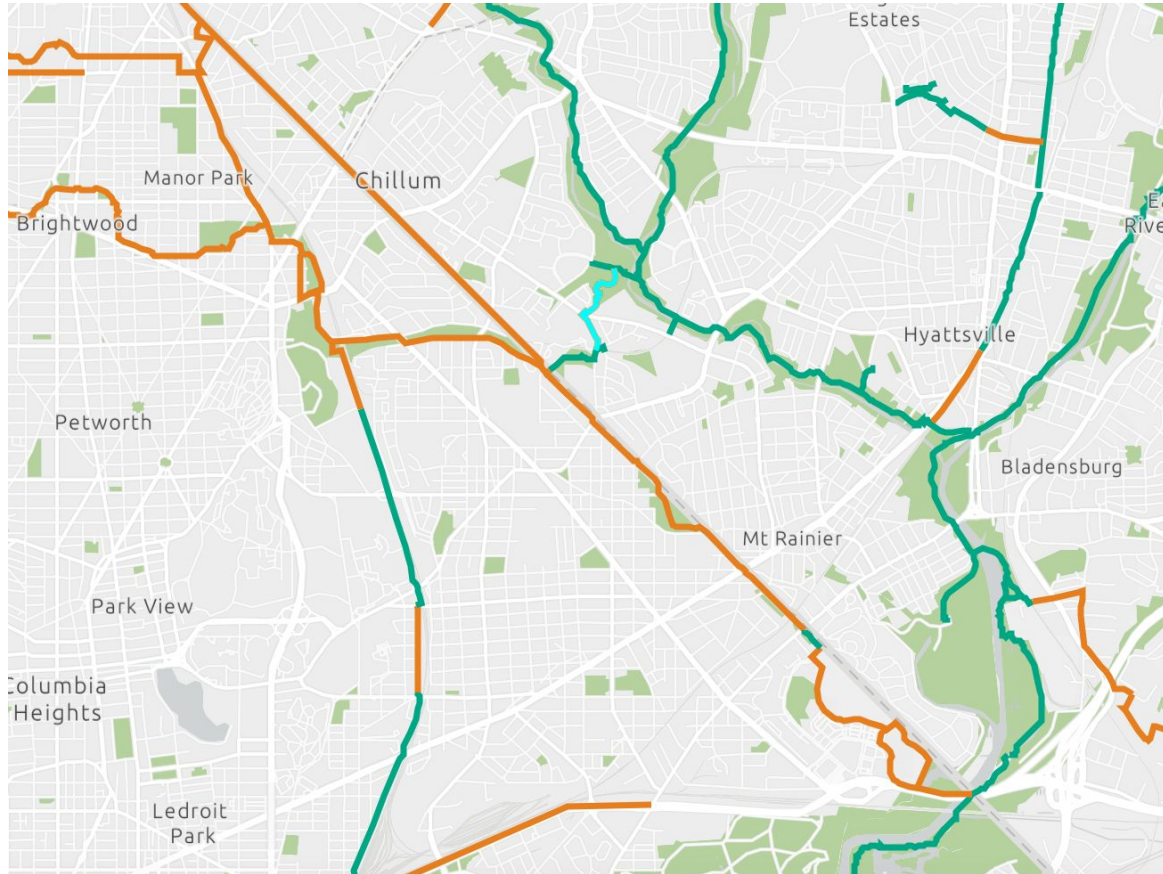 Estates
Manor Park
Chillum
Brightwood
Hyattsville
Petworth
Bladensburg
Mt Rainier
Park View
Columbia
Heights
Ledroit
Park